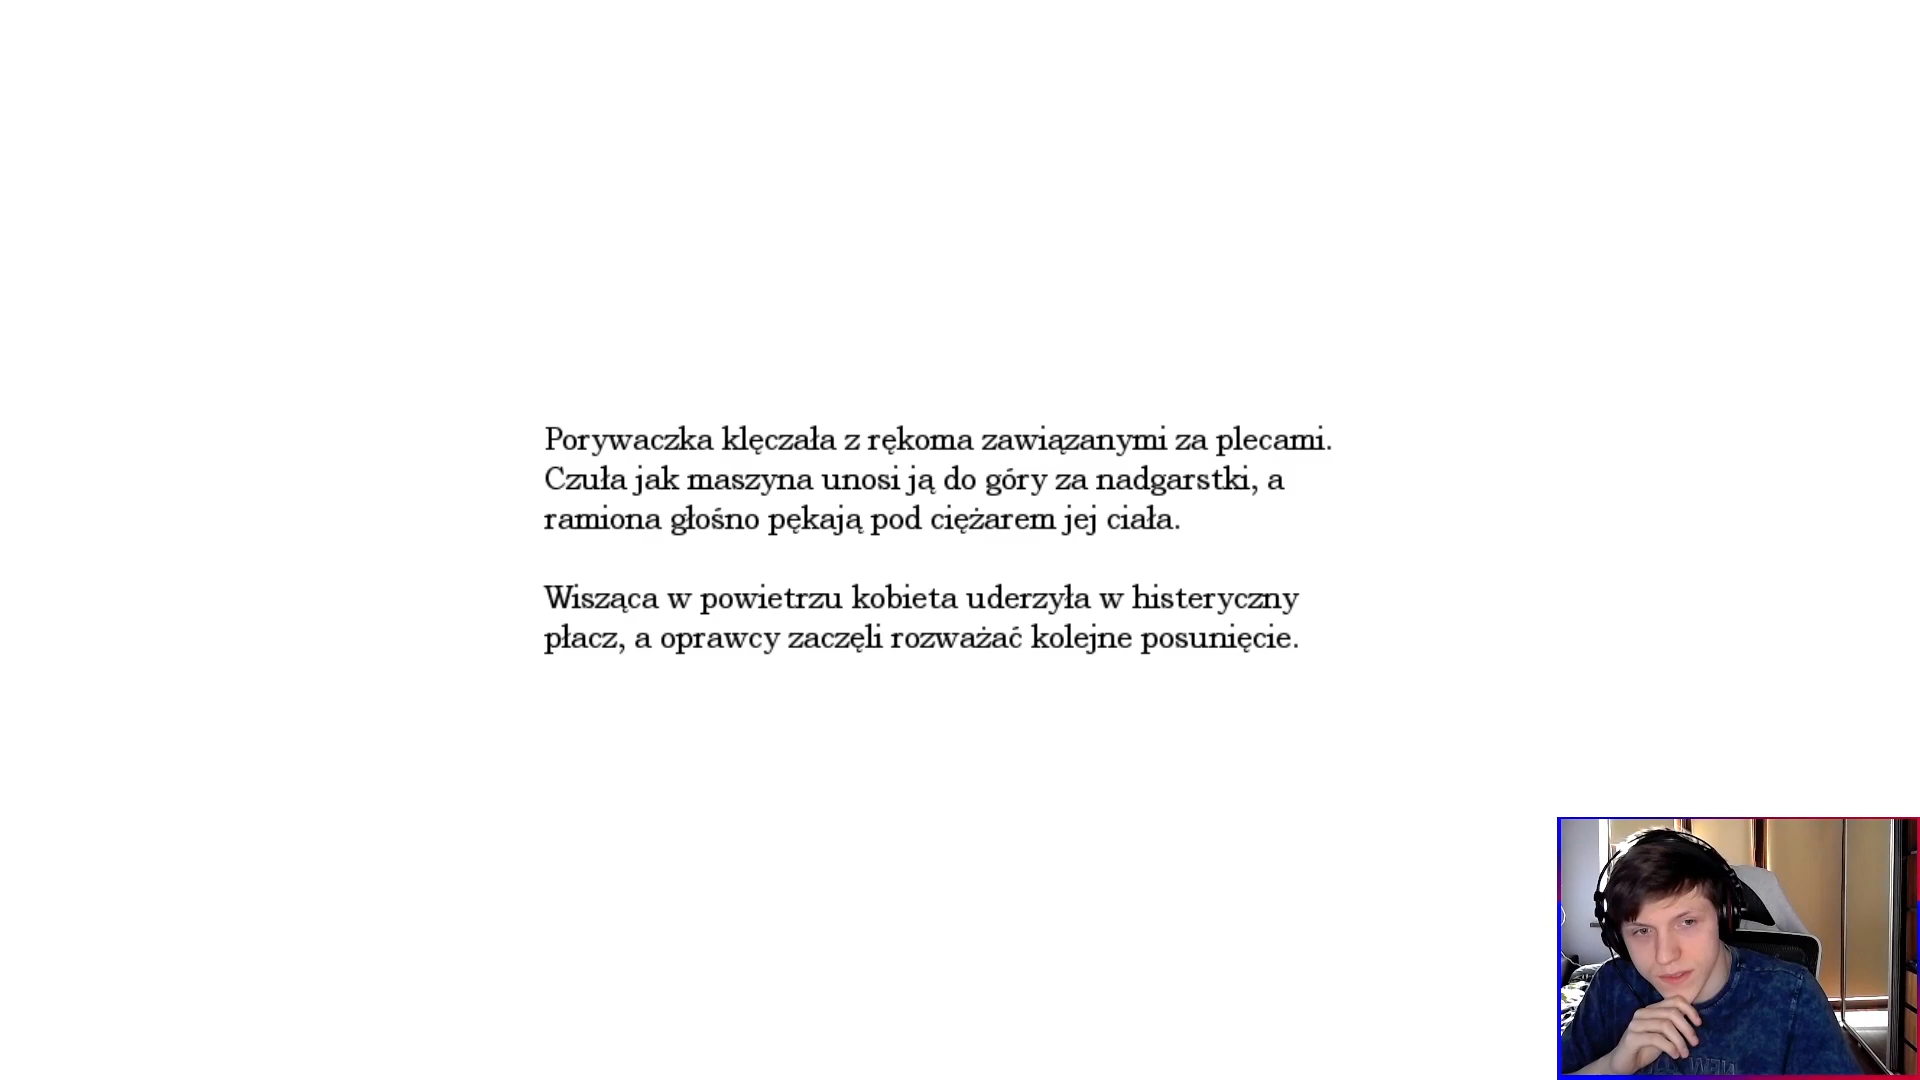 Porywaczka klęczała z rękoma zawiązanymi za plecami.
Czuła jak maszyna unosi ją do góry za nadgarstki, a
ramiona głośno pękają pod ciężarem jej ciała.
Wisząca w powietrzu kobieta uderzyła w histeryczny
płacz, a oprawcy zaczęli rozważać kolejne posunięcie.